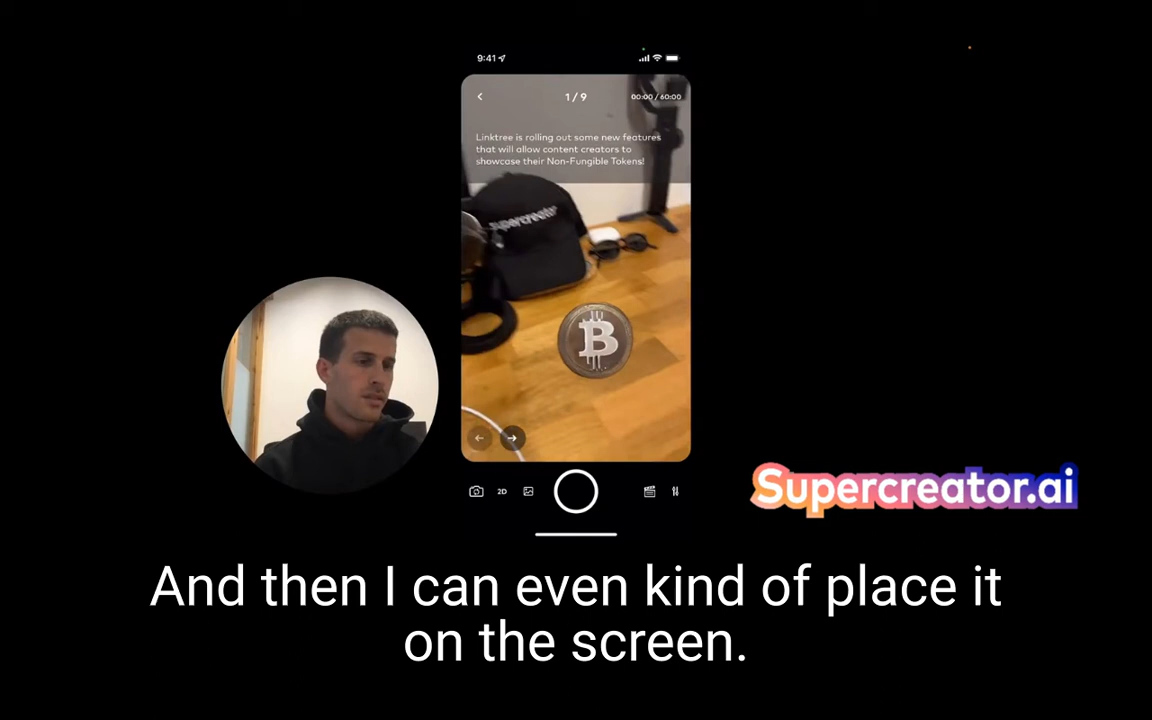 9:41
1/9
00:00 / 60:00
Linktree is rolling out some new features
that will allow content creators to
showcase their Non-Fungible Tokens!
supercreator
B
2D
Supercreator.ai
And then I can even kind of place it
on the screen.